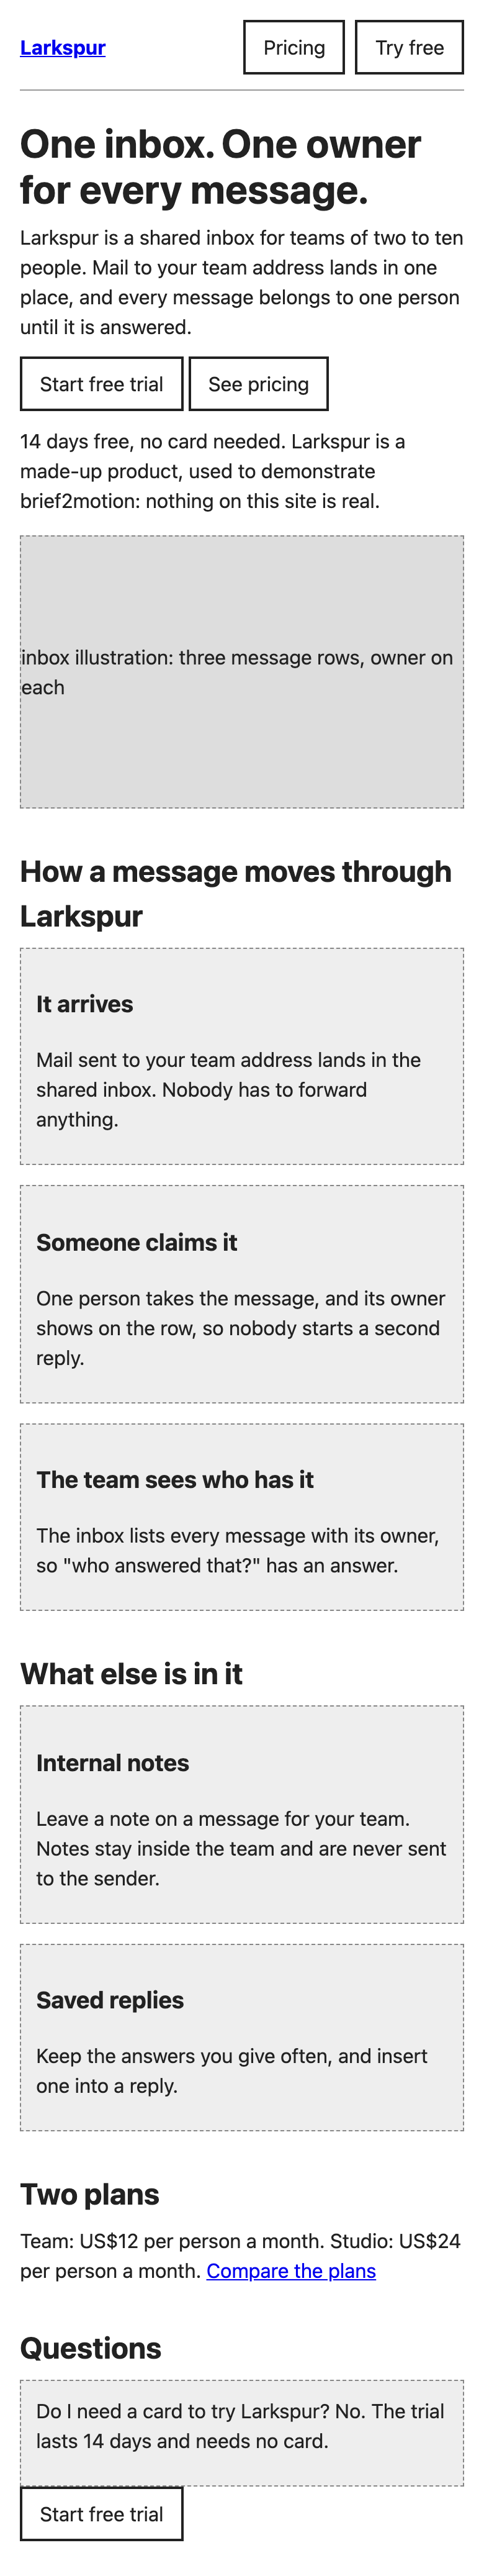 Larkspur
Pricing
Try free
One inbox. One owner
for every message.
Larkspur is a shared inbox for teams of two to ten
people. Mail to your team address lands in one
place, and every message belongs to one person
until it is answered.
Start free trial
See pricing
14 days free, no card needed. Larkspur is a
made-up product, used to demonstrate
brief2motion: nothing on this site is real.
inbox illustration: three message rows, owner on
each
How a message moves through
Larkspur
It arrives
Mail sent to your team address lands in the
shared inbox. Nobody has to forward
anything.
Someone claims it
One person takes the message, and its owner
shows on the row, so nobody starts a second
reply.
The team sees who has it
The inbox lists every message with its owner,
so "who answered that?" has an answer.
What else is in it
Internal notes
Leave a note on a message for your team.
Notes stay inside the team and are never sent
to the sender.
Saved replies
Keep the answers you give often, and insert
one into a reply.
Two plans
Team: US$12 per person a month. Studio: US$24
per person a month. Compare the plans
Questions
Do I need a card to try Larkspur? No. The trial
lasts 14 days and needs no card.
Start free trial